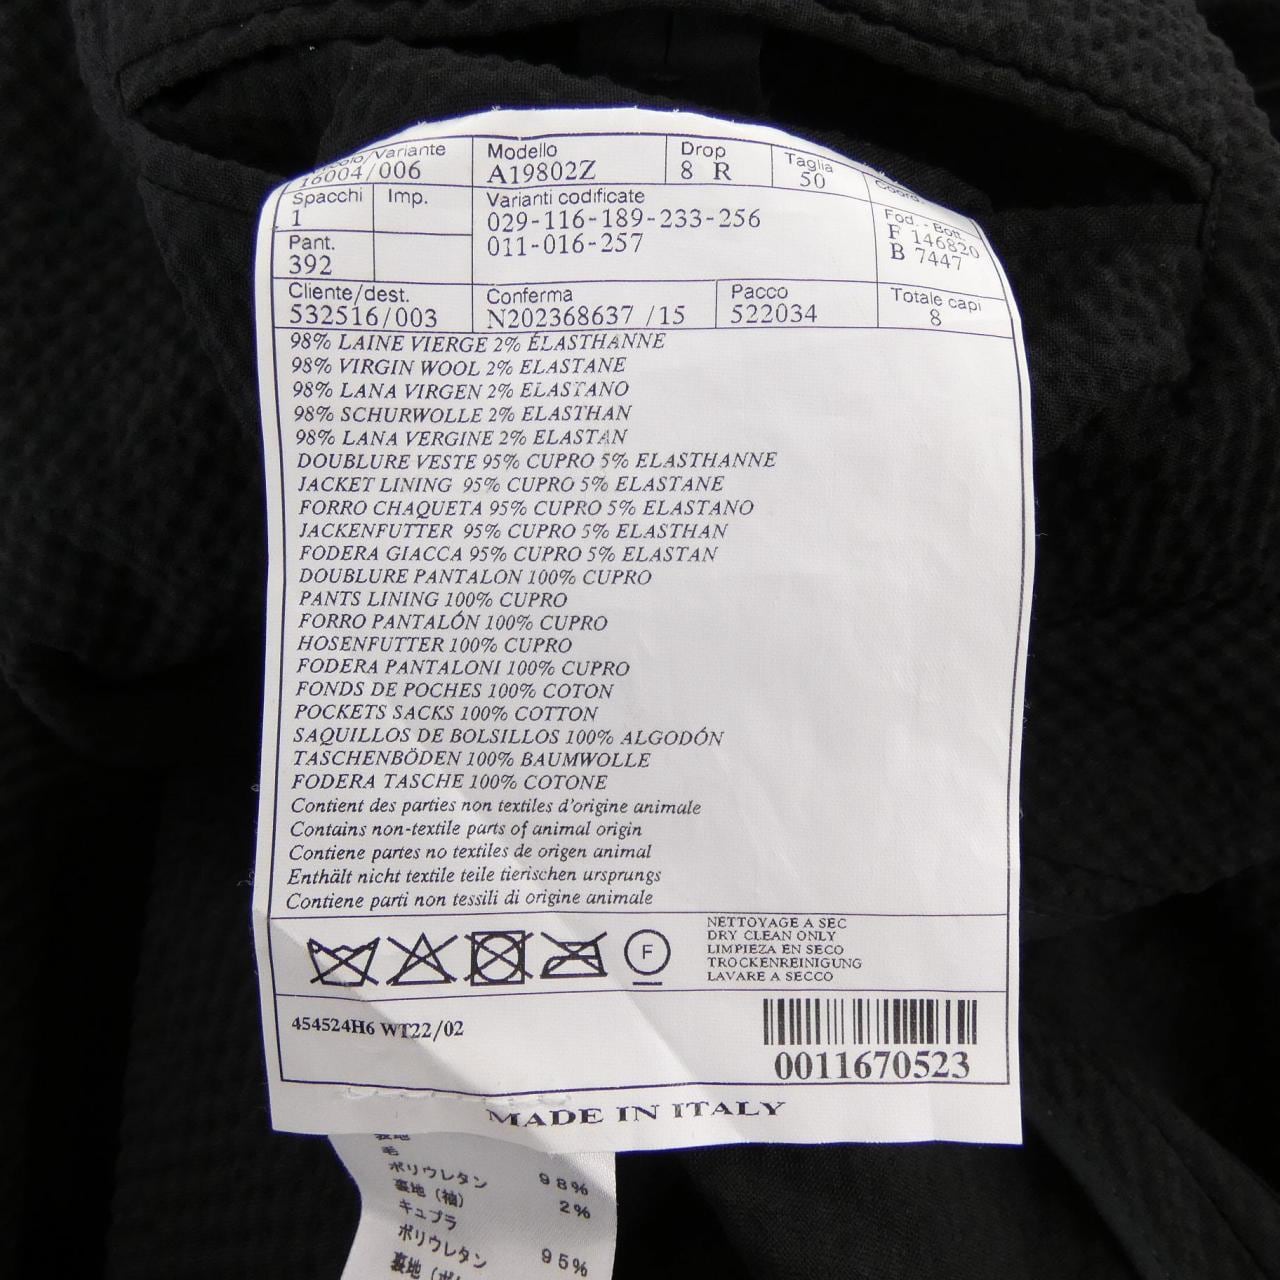 colo/Variante Modello Drop Taglia Coord.
16004/006 A19802Z 8 R 50
Spacchi Imp. Varianti codificate Fod. - Bott.
1 029-116-189-233-256 F 146820
Pant. 011-016-257 B 7447
392
Cliente/dest. Conferma Pacco Totale capi
532516/003 N202368637 /15 522034 8
98% LAINE VIERGE 2% ÉLASTHANNE
98% VIRGIN WOOL 2% ELASTANE
98% LANA VIRGEN 2% ELASTANO
98% SCHURWOLLE 2% ELASTHAN
98% LANA VERGINE 2% ELASTAN
DOUBLURE VESTE 95% CUPRO 5% ELASTHANNE
JACKET LINING 95% CUPRO 5% ELASTANE
FORRO CHAQUETA 95% CUPRO 5% ELASTANO
JACKENFUTTER 95% CUPRO 5% ELASTHAN
FODERA GIACCA 95% CUPRO 5% ELASTAN
DOUBLURE PANTALON 100% CUPRO
PANTS LINING 100% CUPRO
FORRO PANTALÓN 100% CUPRO
HOSENFUTTER 100% CUPRO
FODERA PANTALONI 100% CUPRO
FONDS DE POCHES 100% COTON
POCKETS SACKS 100% COTTON
SAQUILLOS DE BOLSILLOS 100% ALGODÓN
TASCHENBÖDEN 100% BAUMWOLLE
FODERA TASCHE 100% COTONE
Contient des parties non textiles d'origine animale
Contains non-textile parts of animal origin
Contiene partes no textiles de origen animal
Enthält nicht textile teile tierischen ursprungs
Contiene parti non tessili di origine animale
F
NETTOYAGE A SEC
DRY CLEAN ONLY
LIMPIEZA EN SECO
TROCKENREINIGUNG
LAVARE A SECCO
454524H6 WT22/02
0011670523
MADE IN ITALY
毛 98%
ポリウレタン 2%
裏地（袖）
キュプラ 95%
ポリウレタン